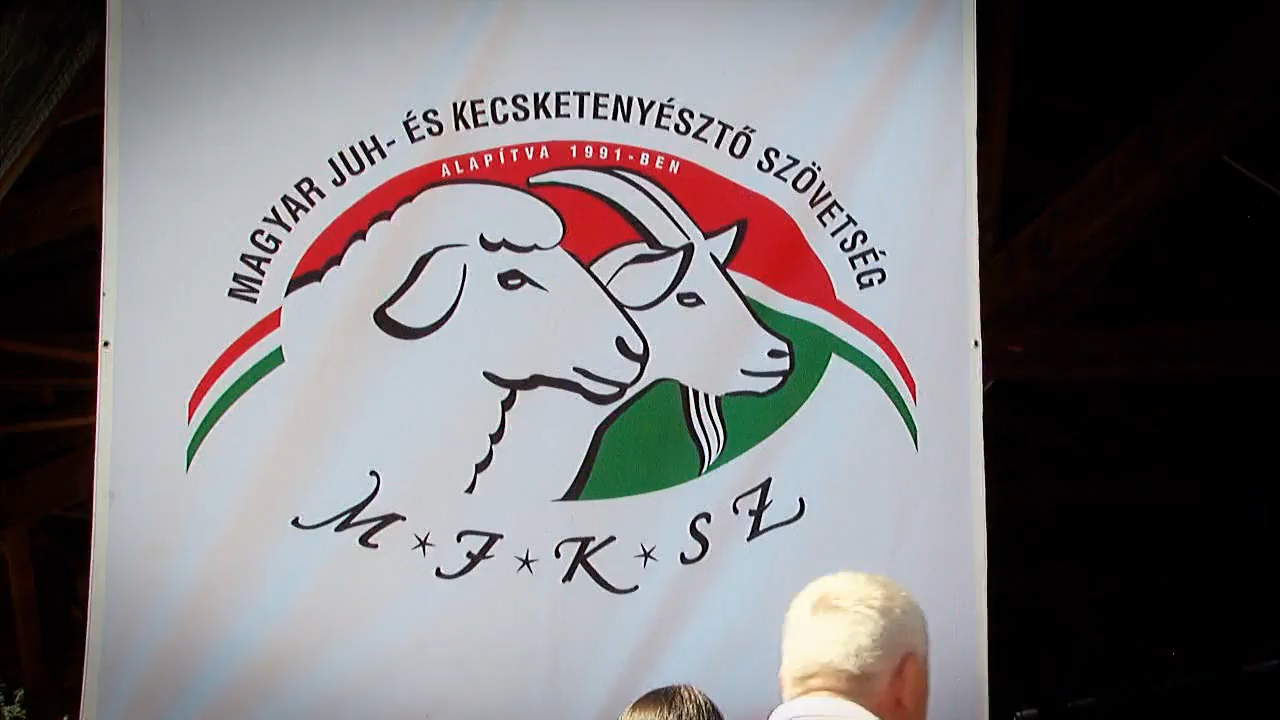 MAGYAR JUH- ÉS KECSKETENYÉSZTŐ SZÖVETSÉG
ALAPÍTVA 1991-BEN
M * J * K * SZ